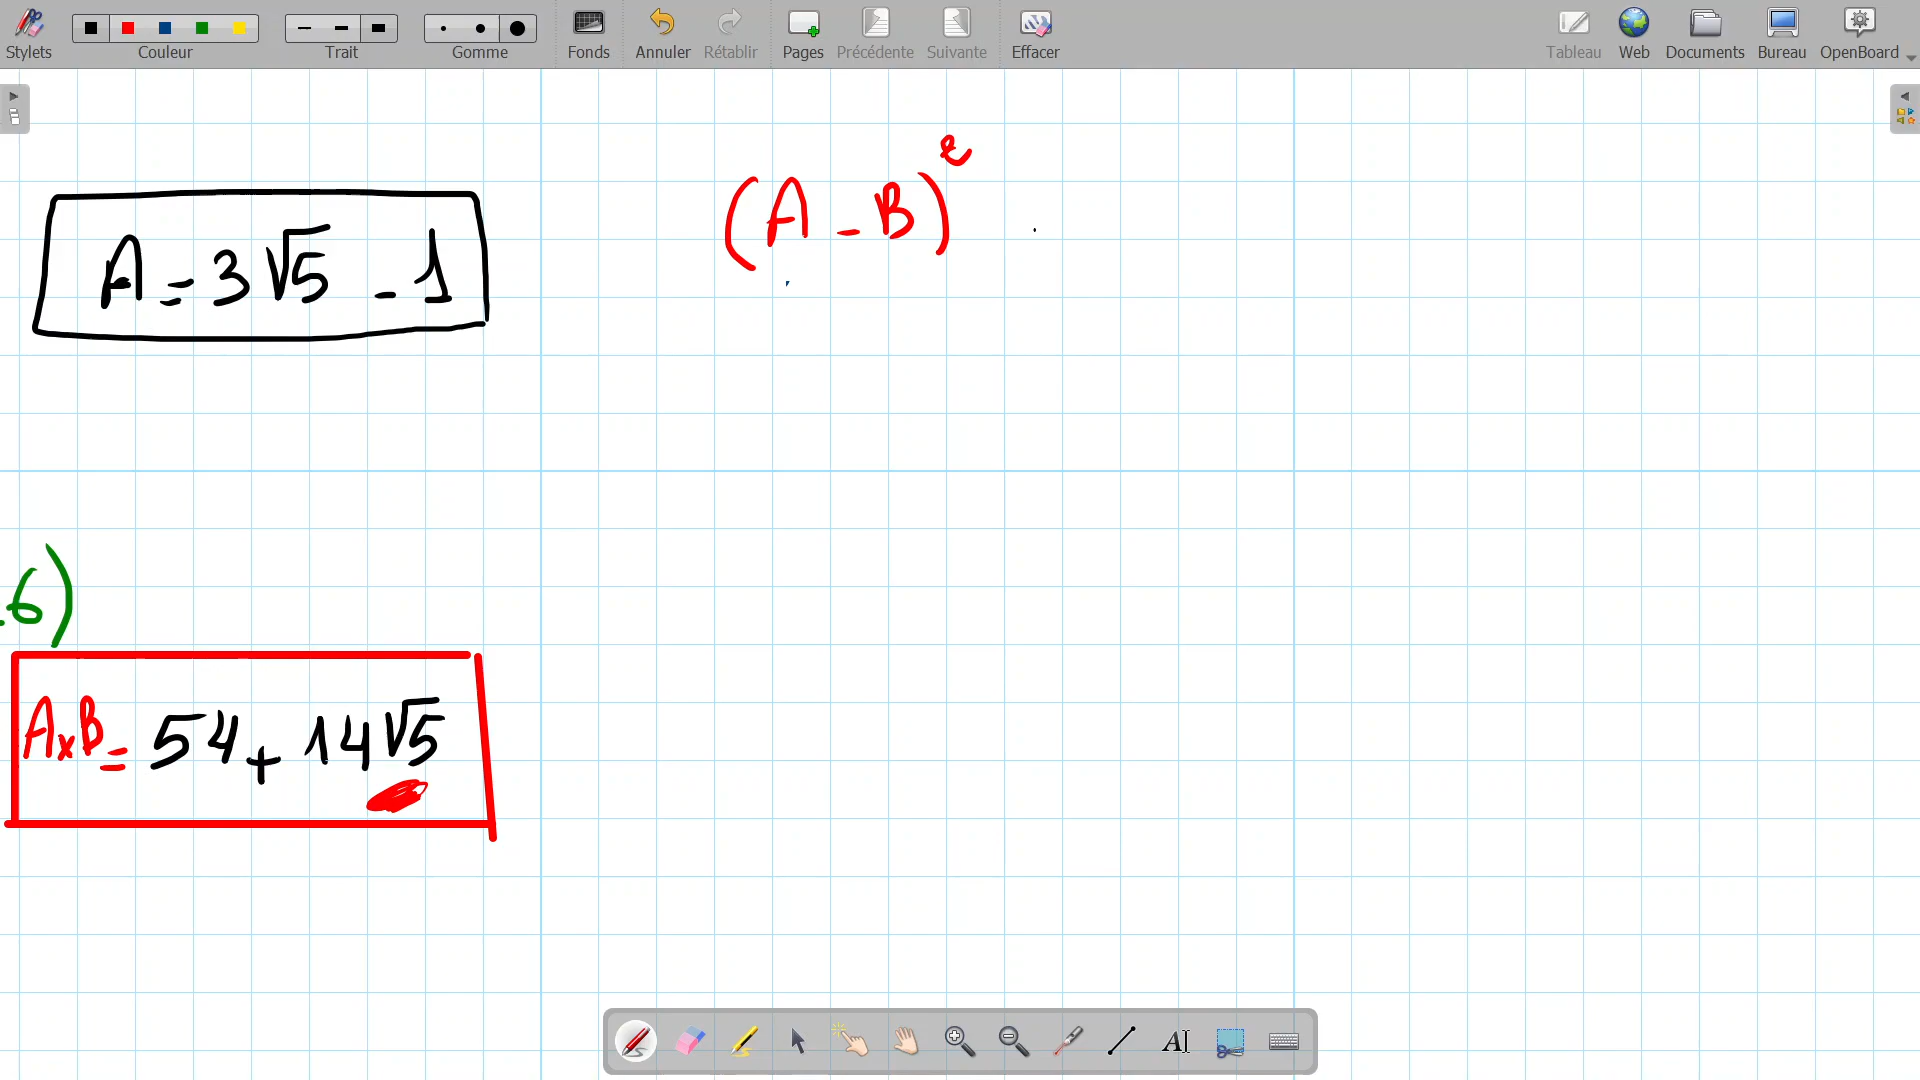 Stylets Couleur Trait Gomme Fonds Annuler Rétablir Pages Précédente Suivante Effacer Tableau Web Documents Bureau OpenBoard
(A - B)²
A = 3√5 - 1
6)
A×B = 54 + 14√5
A